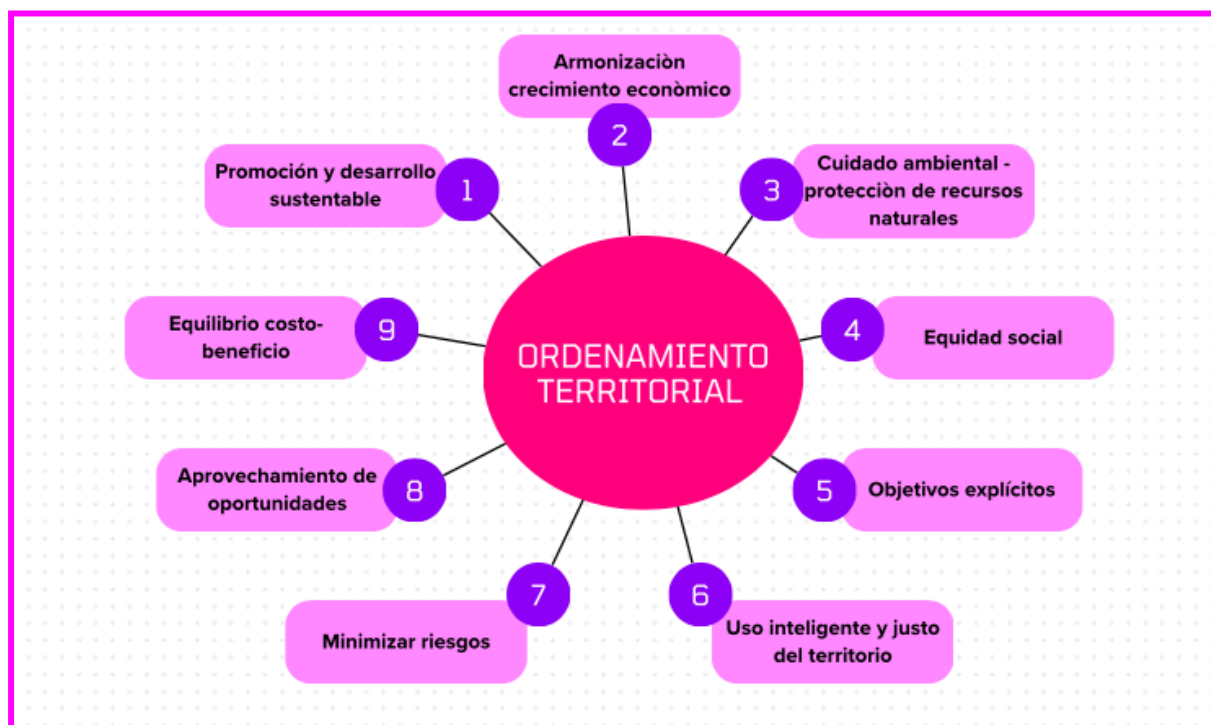 ORDENAMIENTO
TERRITORIAL
1
Promoción y desarrollo
sustentable
2
Armonizaciòn
crecimiento econòmico
3
Cuidado ambiental -
protecciòn de recursos
naturales
4
Equidad social
5
Objetivos explícitos
6
Uso inteligente y justo
del territorio
7
Minimizar riesgos
8
Aprovechamiento de
oportunidades
9
Equilibrio costo-
beneficio